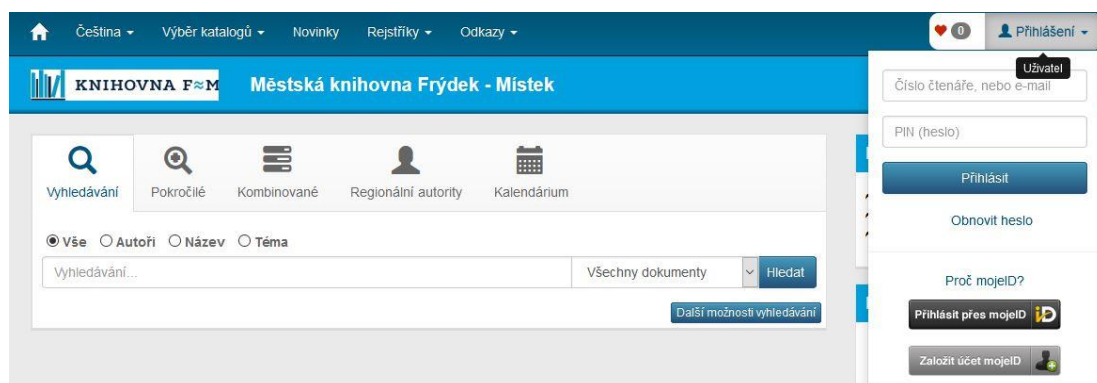 Čeština Výběr katalogů Novinky Rejstříky Odkazy 0 Přihlášení
Uživatel
KNIHOVNA F≈M Městská knihovna Frýdek - Místek
Číslo čtenáře, nebo e-mail
PIN (heslo)
Přihlásit
Obnovit heslo
Proč mojeID?
Přihlásit přes mojeID iD
Založit účet mojeID
Vyhledávání Pokročilé Kombinované Regionální autority Kalendárium
Vše Autoři Název Téma
Vyhledávání... Všechny dokumenty Hledat
Další možnosti vyhledávání